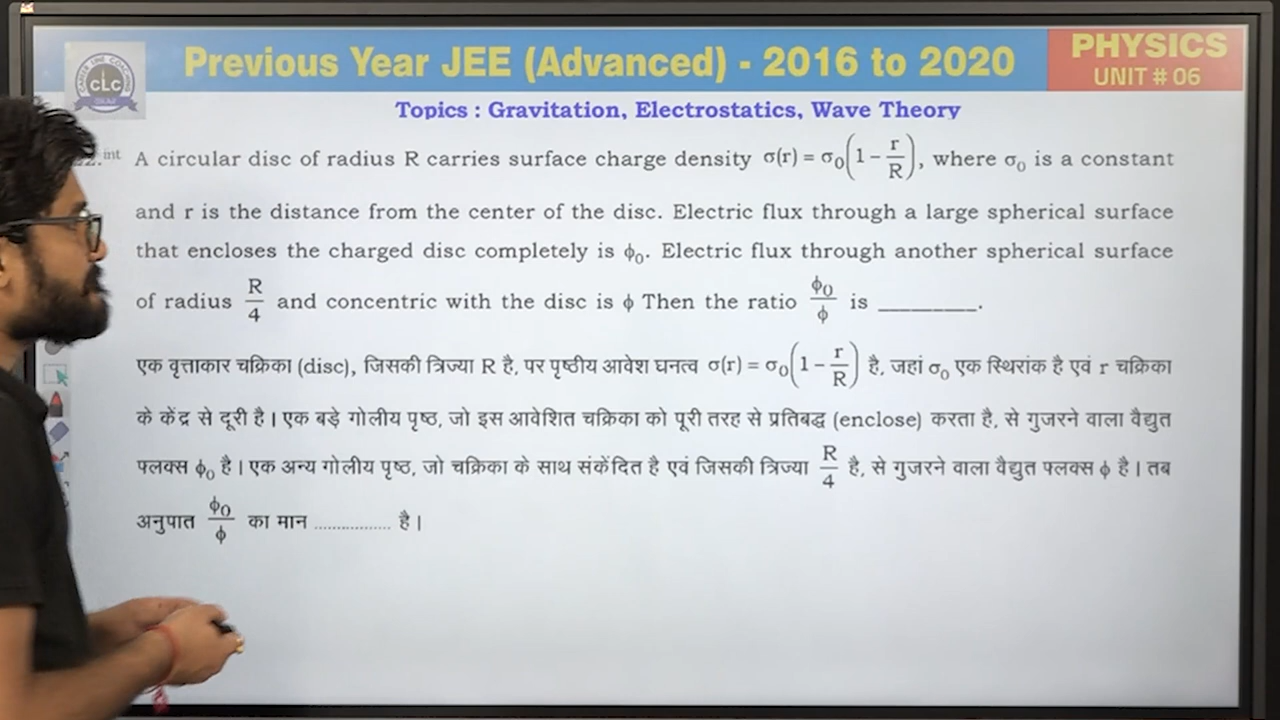 Previous Year JEE (Advanced) - 2016 to 2020
PHYSICS
UNIT # 06
CLC
Topics : Gravitation, Electrostatics, Wave Theory
int A circular disc of radius R carries surface charge density σ(r) = σ₀(1 − r/R), where σ₀ is a constant
and r is the distance from the center of the disc. Electric flux through a large spherical surface
that encloses the charged disc completely is ϕ₀. Electric flux through another spherical surface
of radius R/4 and concentric with the disc is ϕ Then the ratio ϕ₀/ϕ is _________.
एक वृत्ताकार चक्रिका (disc), जिसकी त्रिज्या R है, पर पृष्ठीय आवेश घनत्व σ(r) = σ₀(1 − r/R) है, जहां σ₀ एक स्थिरांक है एवं r चक्रिका
के केंद्र से दूरी है। एक बड़े गोलीय पृष्ठ, जो इस आवेशित चक्रिका को पूरी तरह से प्रतिबद्ध (enclose) करता है, से गुजरने वाला वैद्युत
फ्लक्स ϕ₀ है। एक अन्य गोलीय पृष्ठ, जो चक्रिका के साथ संकेंदित है एवं जिसकी त्रिज्या R/4 है, से गुजरने वाला वैद्युत फ्लक्स ϕ है। तब
अनुपात ϕ₀/ϕ का मान ................. है।